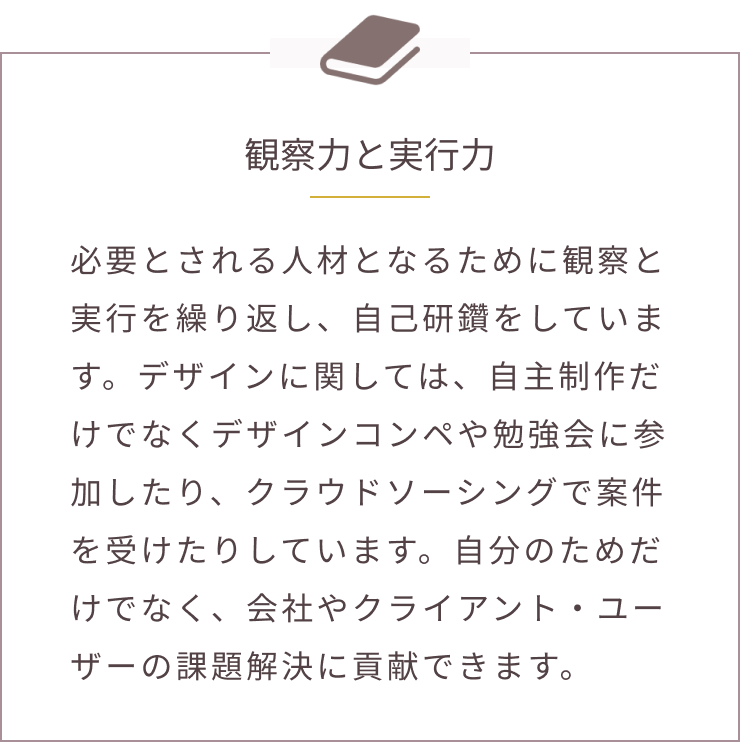 観察力と実行力
必要とされる人材となるために観察と
実行を繰り返し、自己研鑽をしていま
す。デザインに関しては、自主制作だ
けでなくデザインコンペや勉強会に参
加したり、クラウドソーシングで案件
を受けたりしています。自分のためだ
けでなく、会社やクライアント・ユー
ザーの課題解決に貢献できます。